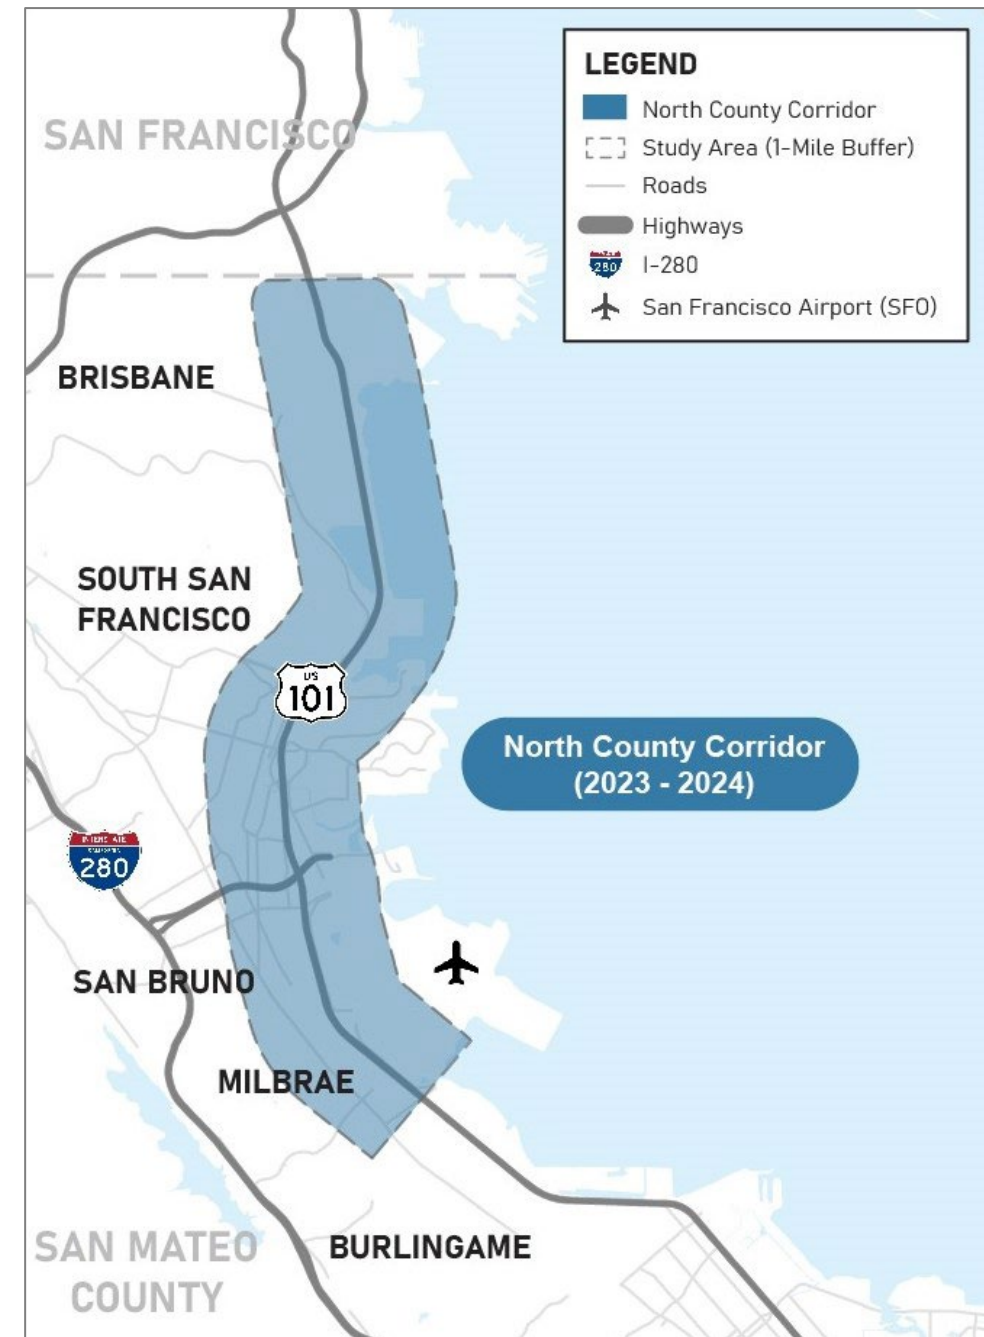 LEGEND
North County Corridor
Study Area (1-Mile Buffer)
Roads
Highways
280
I-280
San Francisco Airport (SFO)
SAN FRANCISCO
BRISBANE
SOUTH SAN
FRANCISCO
US
101
North County Corridor
(2023 - 2024)
INTERSTATE
280
SAN BRUNO
MILBRAE
SAN MATEO
COUNTY
BURLINGAME